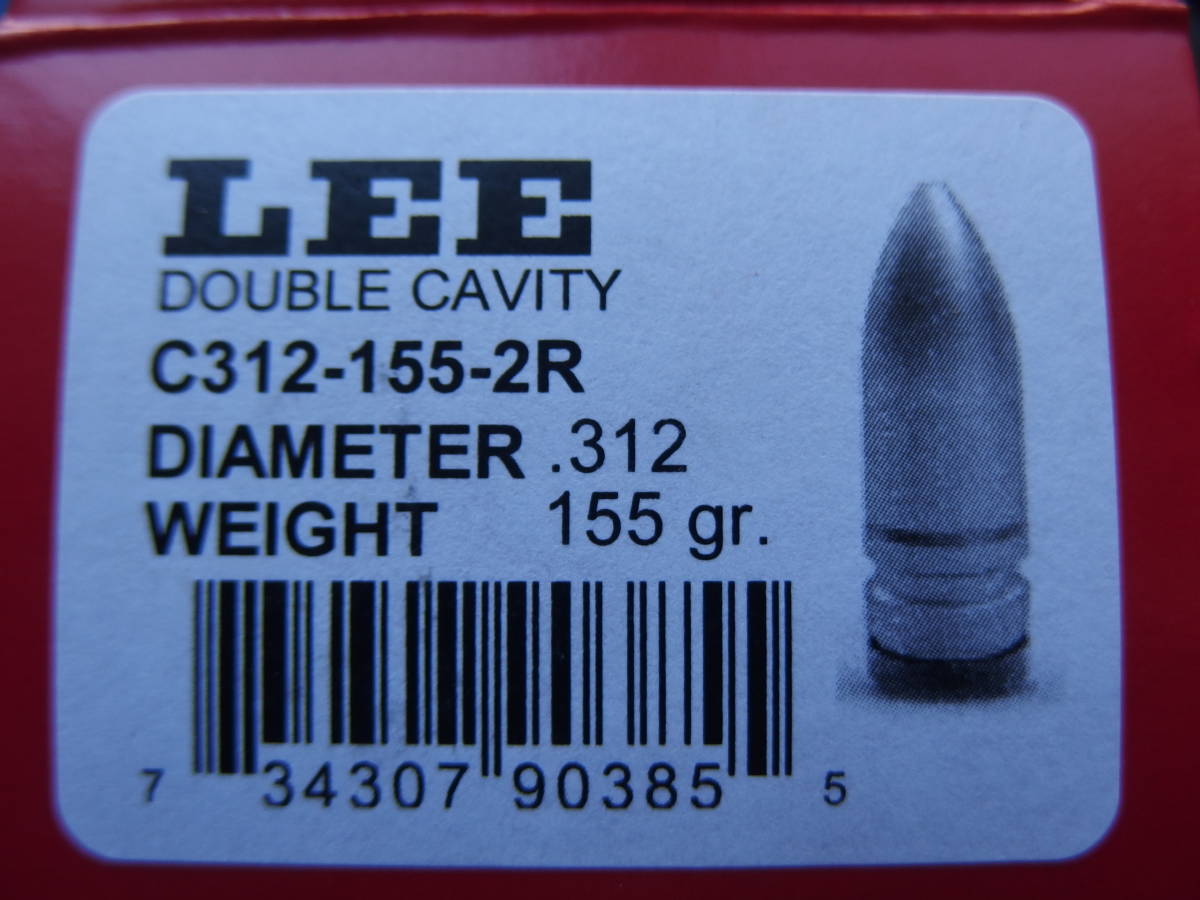 LEE
DOUBLE CAVITY
C312-155-2R
DIAMETER .312
WEIGHT 155 gr.
7 34307 90385 5